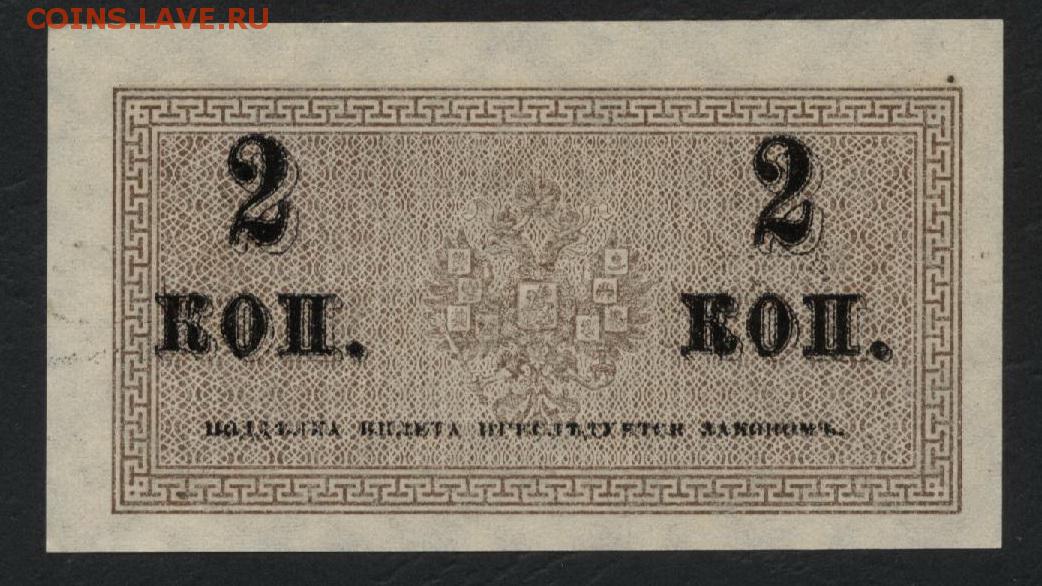 COINS.LAVE.RU
2 2
КОП. КОП.
ПОДДѢЛКА БИЛЕТА ПРЕСЛѢДУЕТСЯ ЗАКОНОМЪ.